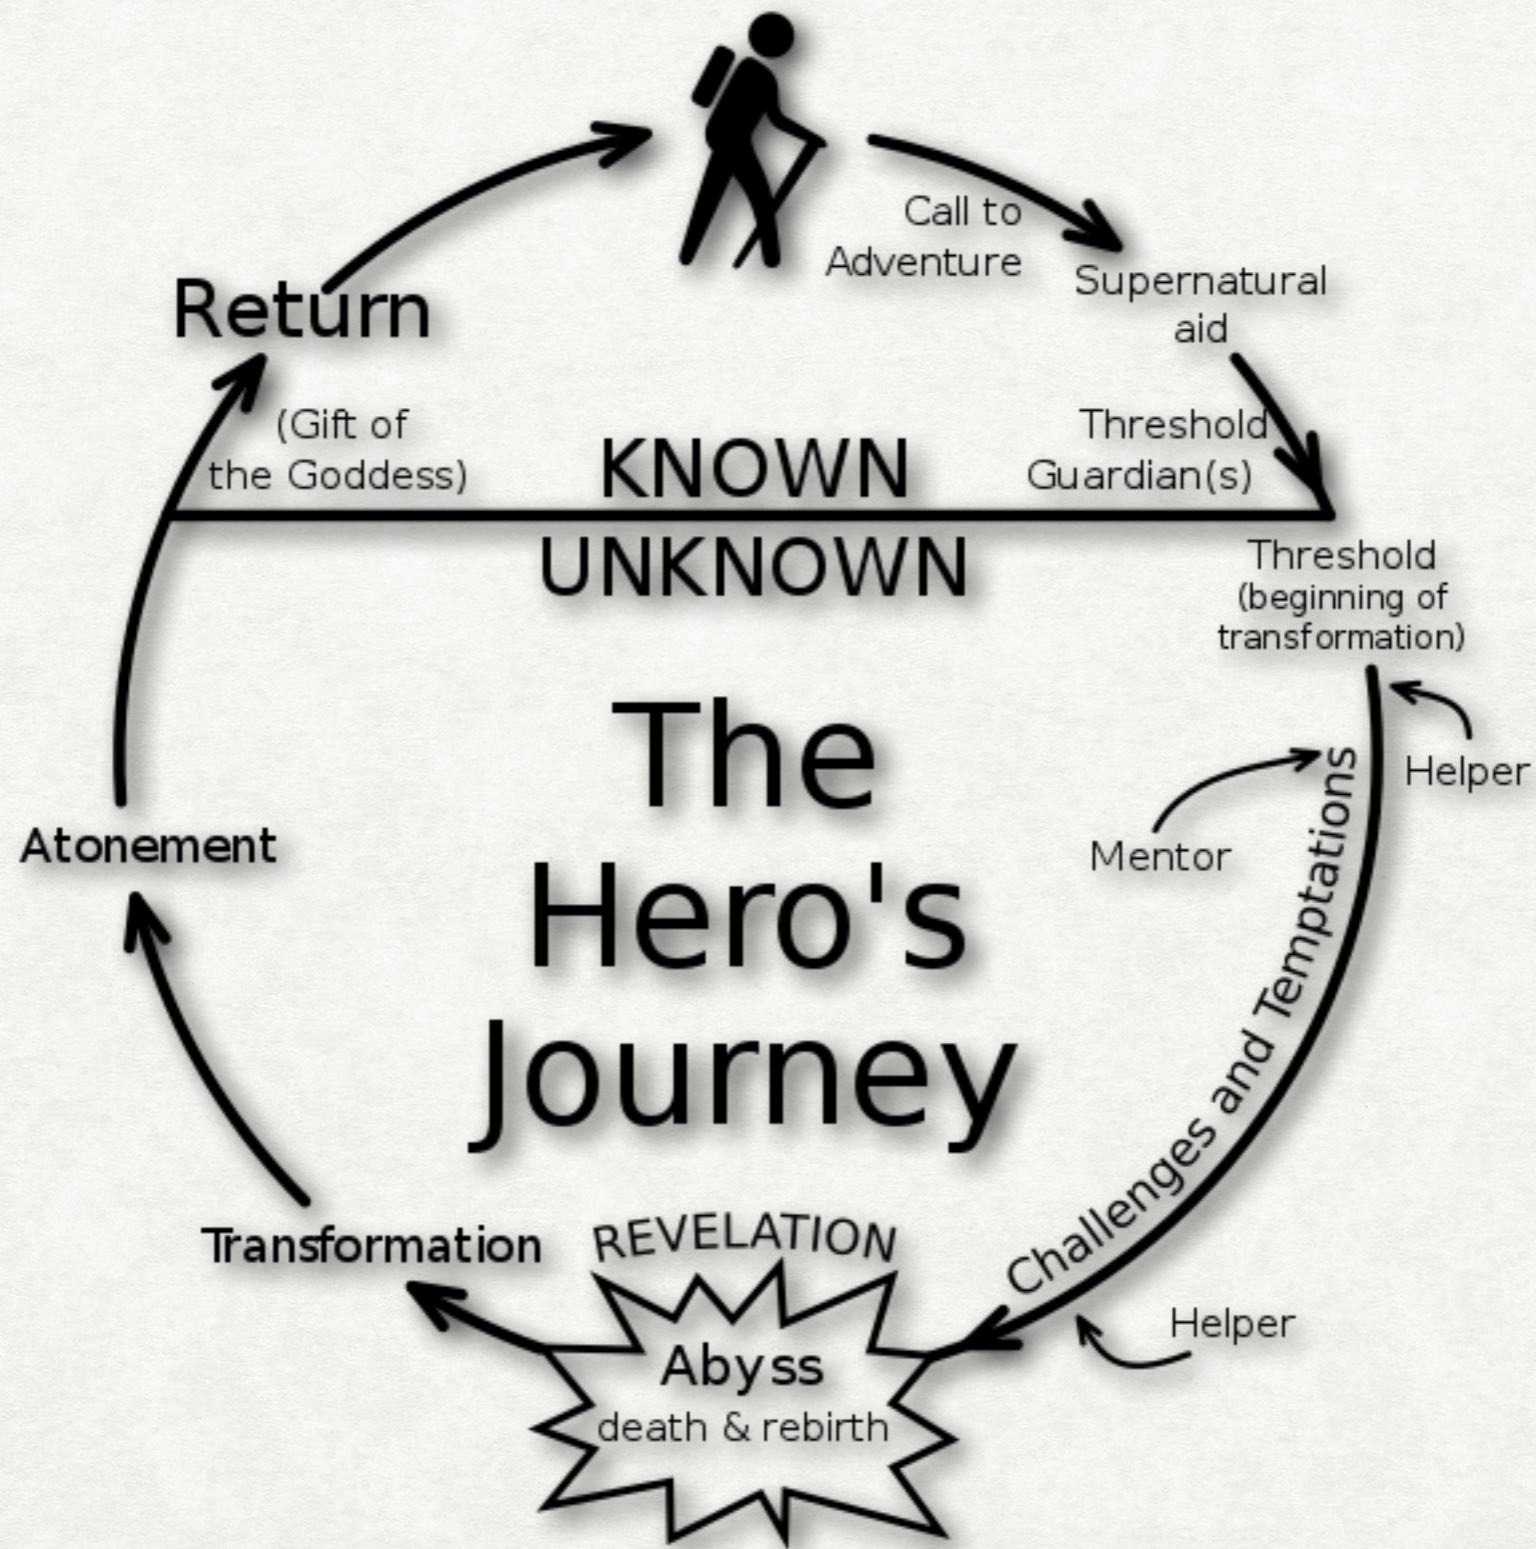 Call to
Adventure
Supernatural
aid
Return
(Gift of
the Goddess)
KNOWN
Threshold
Guardian(s)
UNKNOWN
Threshold
(beginning of
transformation)
Helper
Mentor
Challenges and Temptations
The
Hero's
Journey
Atonement
Transformation
REVELATION
Abyss
death & rebirth
Helper